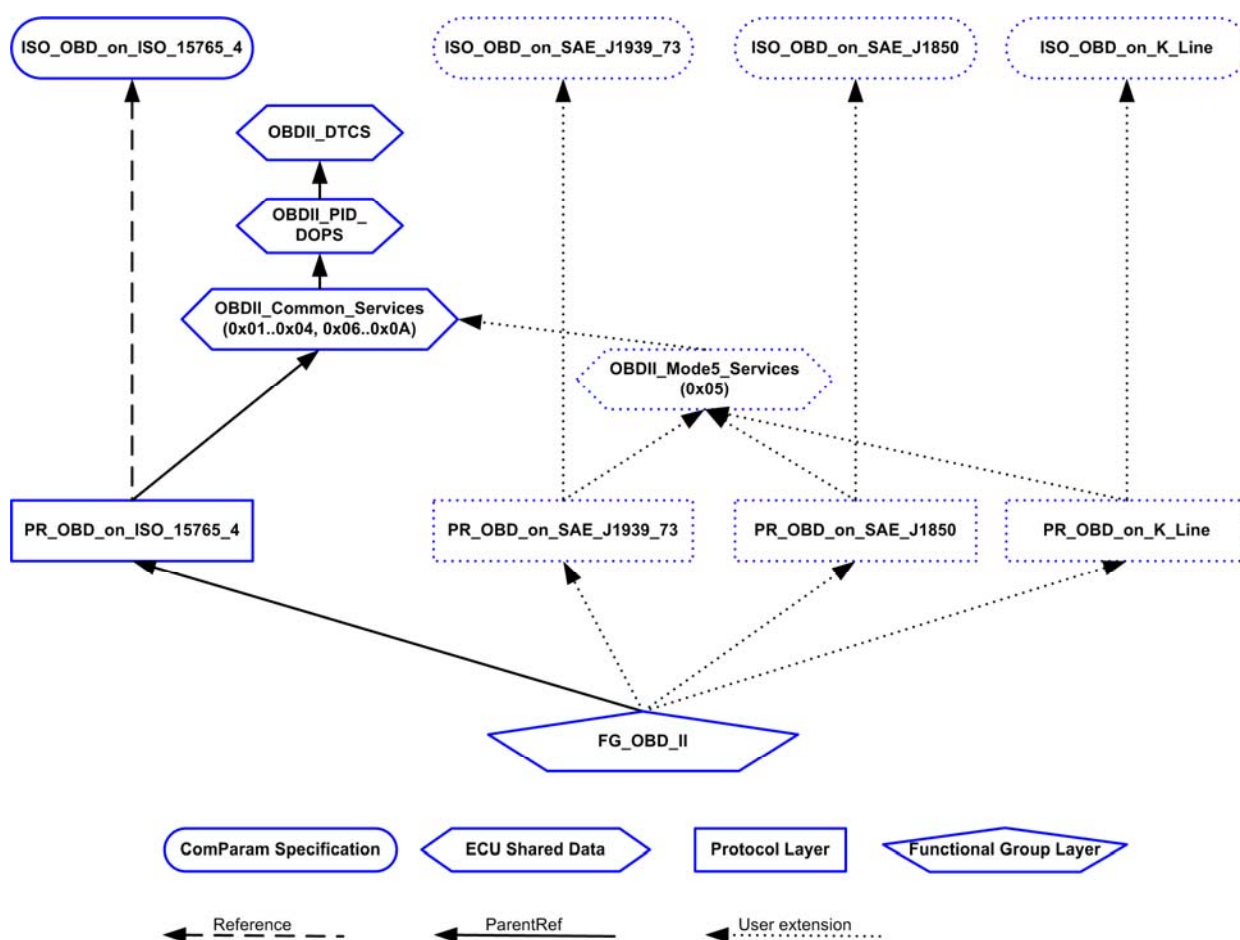 ISO_OBD_on_ISO_15765_4
ISO_OBD_on_SAE_J1939_73
ISO_OBD_on_SAE_J1850
ISO_OBD_on_K_Line
OBDII_DTCS
OBDII_PID_
DOPS
OBDII_Common_Services
(0x01..0x04, 0x06..0x0A)
OBDII_Mode5_Services
(0x05)
PR_OBD_on_ISO_15765_4
PR_OBD_on_SAE_J1939_73
PR_OBD_on_SAE_J1850
PR_OBD_on_K_Line
FG_OBD_II
ComParam Specification
ECU Shared Data
Protocol Layer
Functional Group Layer
Reference
ParentRef
User extension